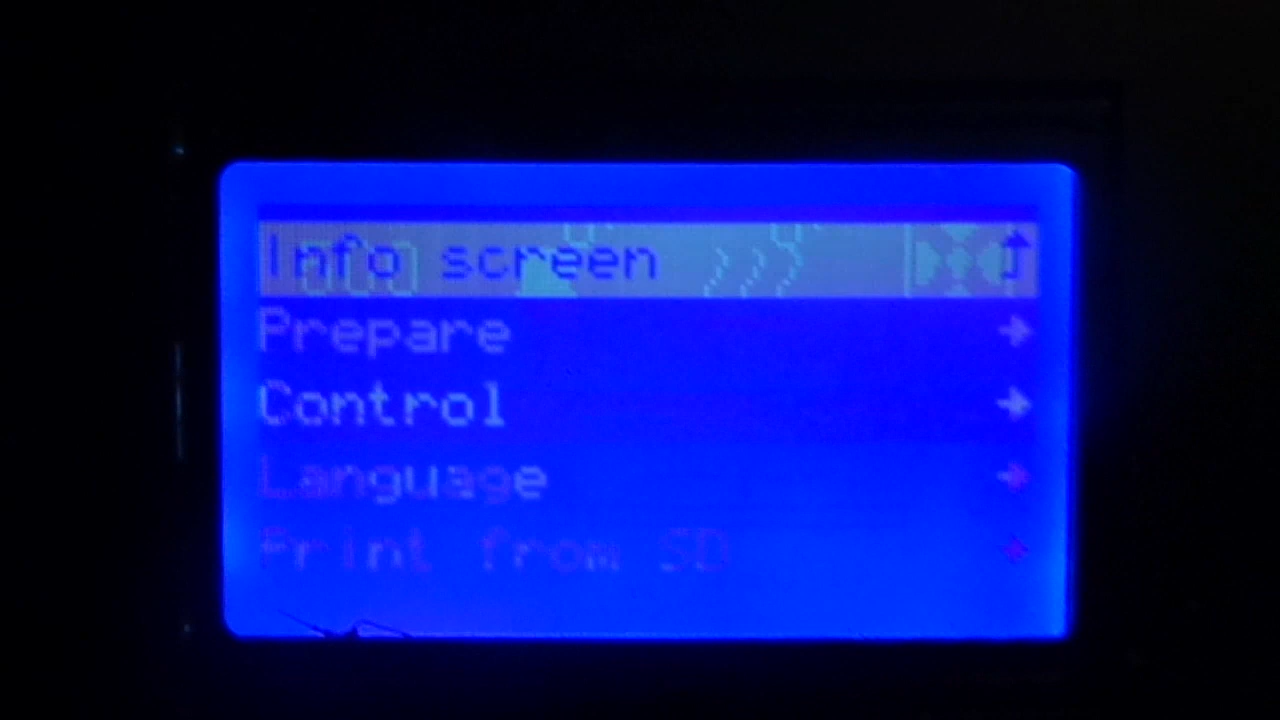 Info screen
Prepare
Control
Language
Print from SD